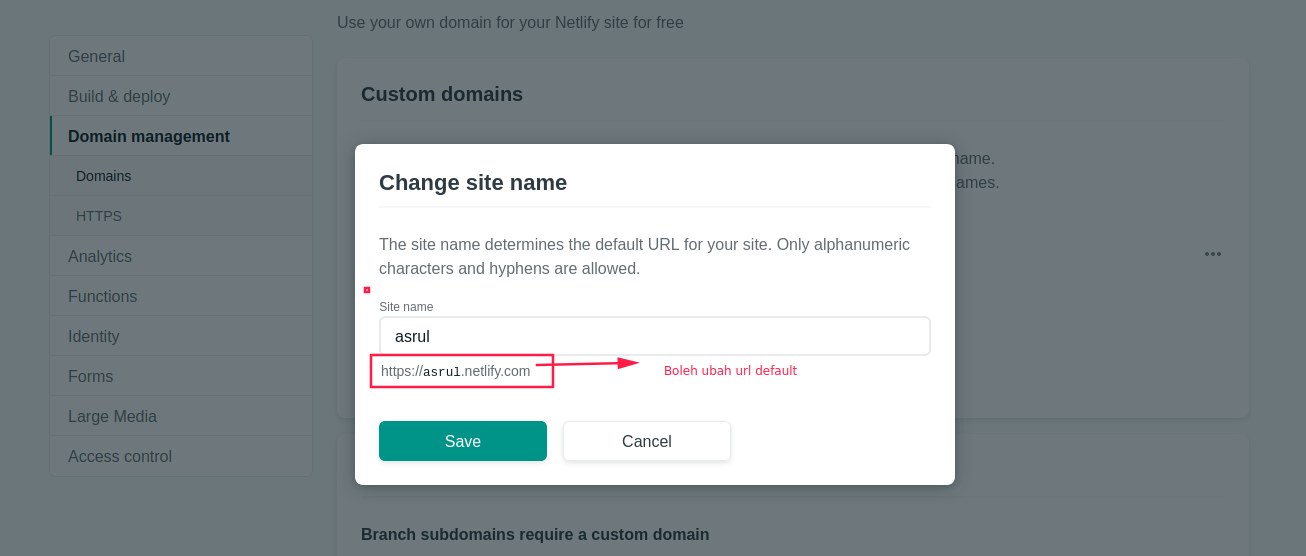 Use your own domain for your Netlify site for free
General
Build & deploy
Domain management
Domains
HTTPS
Analytics
Functions
Identity
Forms
Large Media
Access control
Custom domains
name.
ames.
Change site name
The site name determines the default URL for your site. Only alphanumeric
characters and hyphens are allowed.
Site name
asrul
https://asrul.netlify.com
Boleh ubah url default
Save
Cancel
Branch subdomains require a custom domain